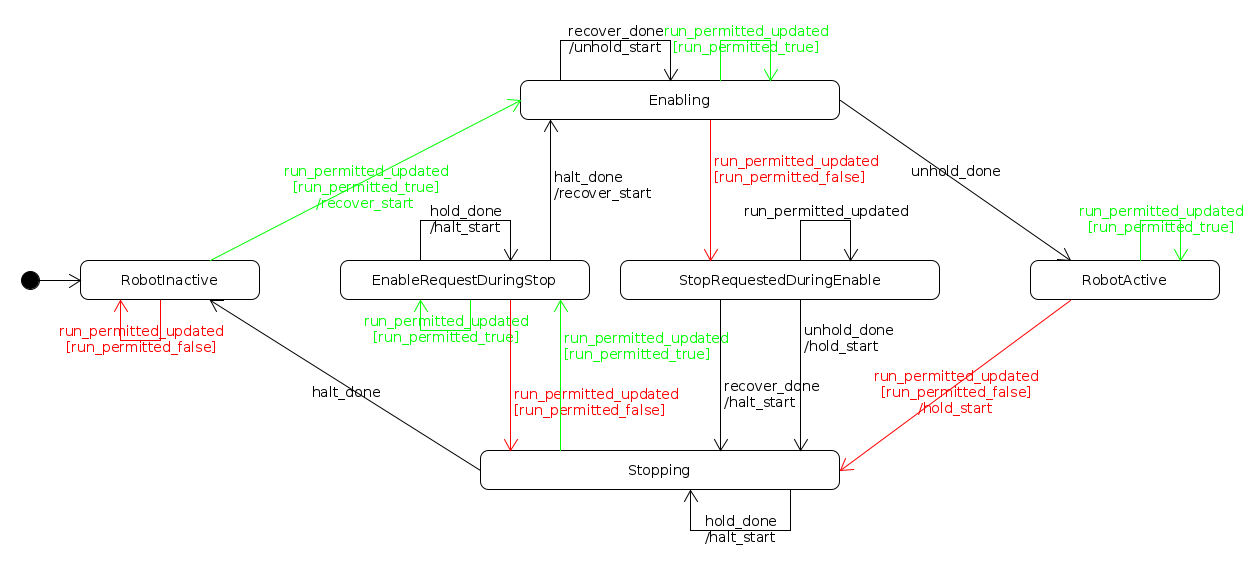 recover_done
/unhold_start
run_permitted_updated
[run_permitted_true]
Enabling
run_permitted_updated
[run_permitted_true]
/recover_start
halt_done
/recover_start
run_permitted_updated
[run_permitted_false]
unhold_done
hold_done
/halt_start
run_permitted_updated
run_permitted_updated
[run_permitted_true]
RobotInactive
EnableRequestDuringStop
StopRequestedDuringEnable
RobotActive
run_permitted_updated
[run_permitted_false]
run_permitted_updated
[run_permitted_true]
run_permitted_updated
[run_permitted_true]
unhold_done
/hold_start
halt_done
run_permitted_updated
[run_permitted_false]
recover_done
/halt_start
run_permitted_updated
[run_permitted_false]
/hold_start
Stopping
hold_done
/halt_start